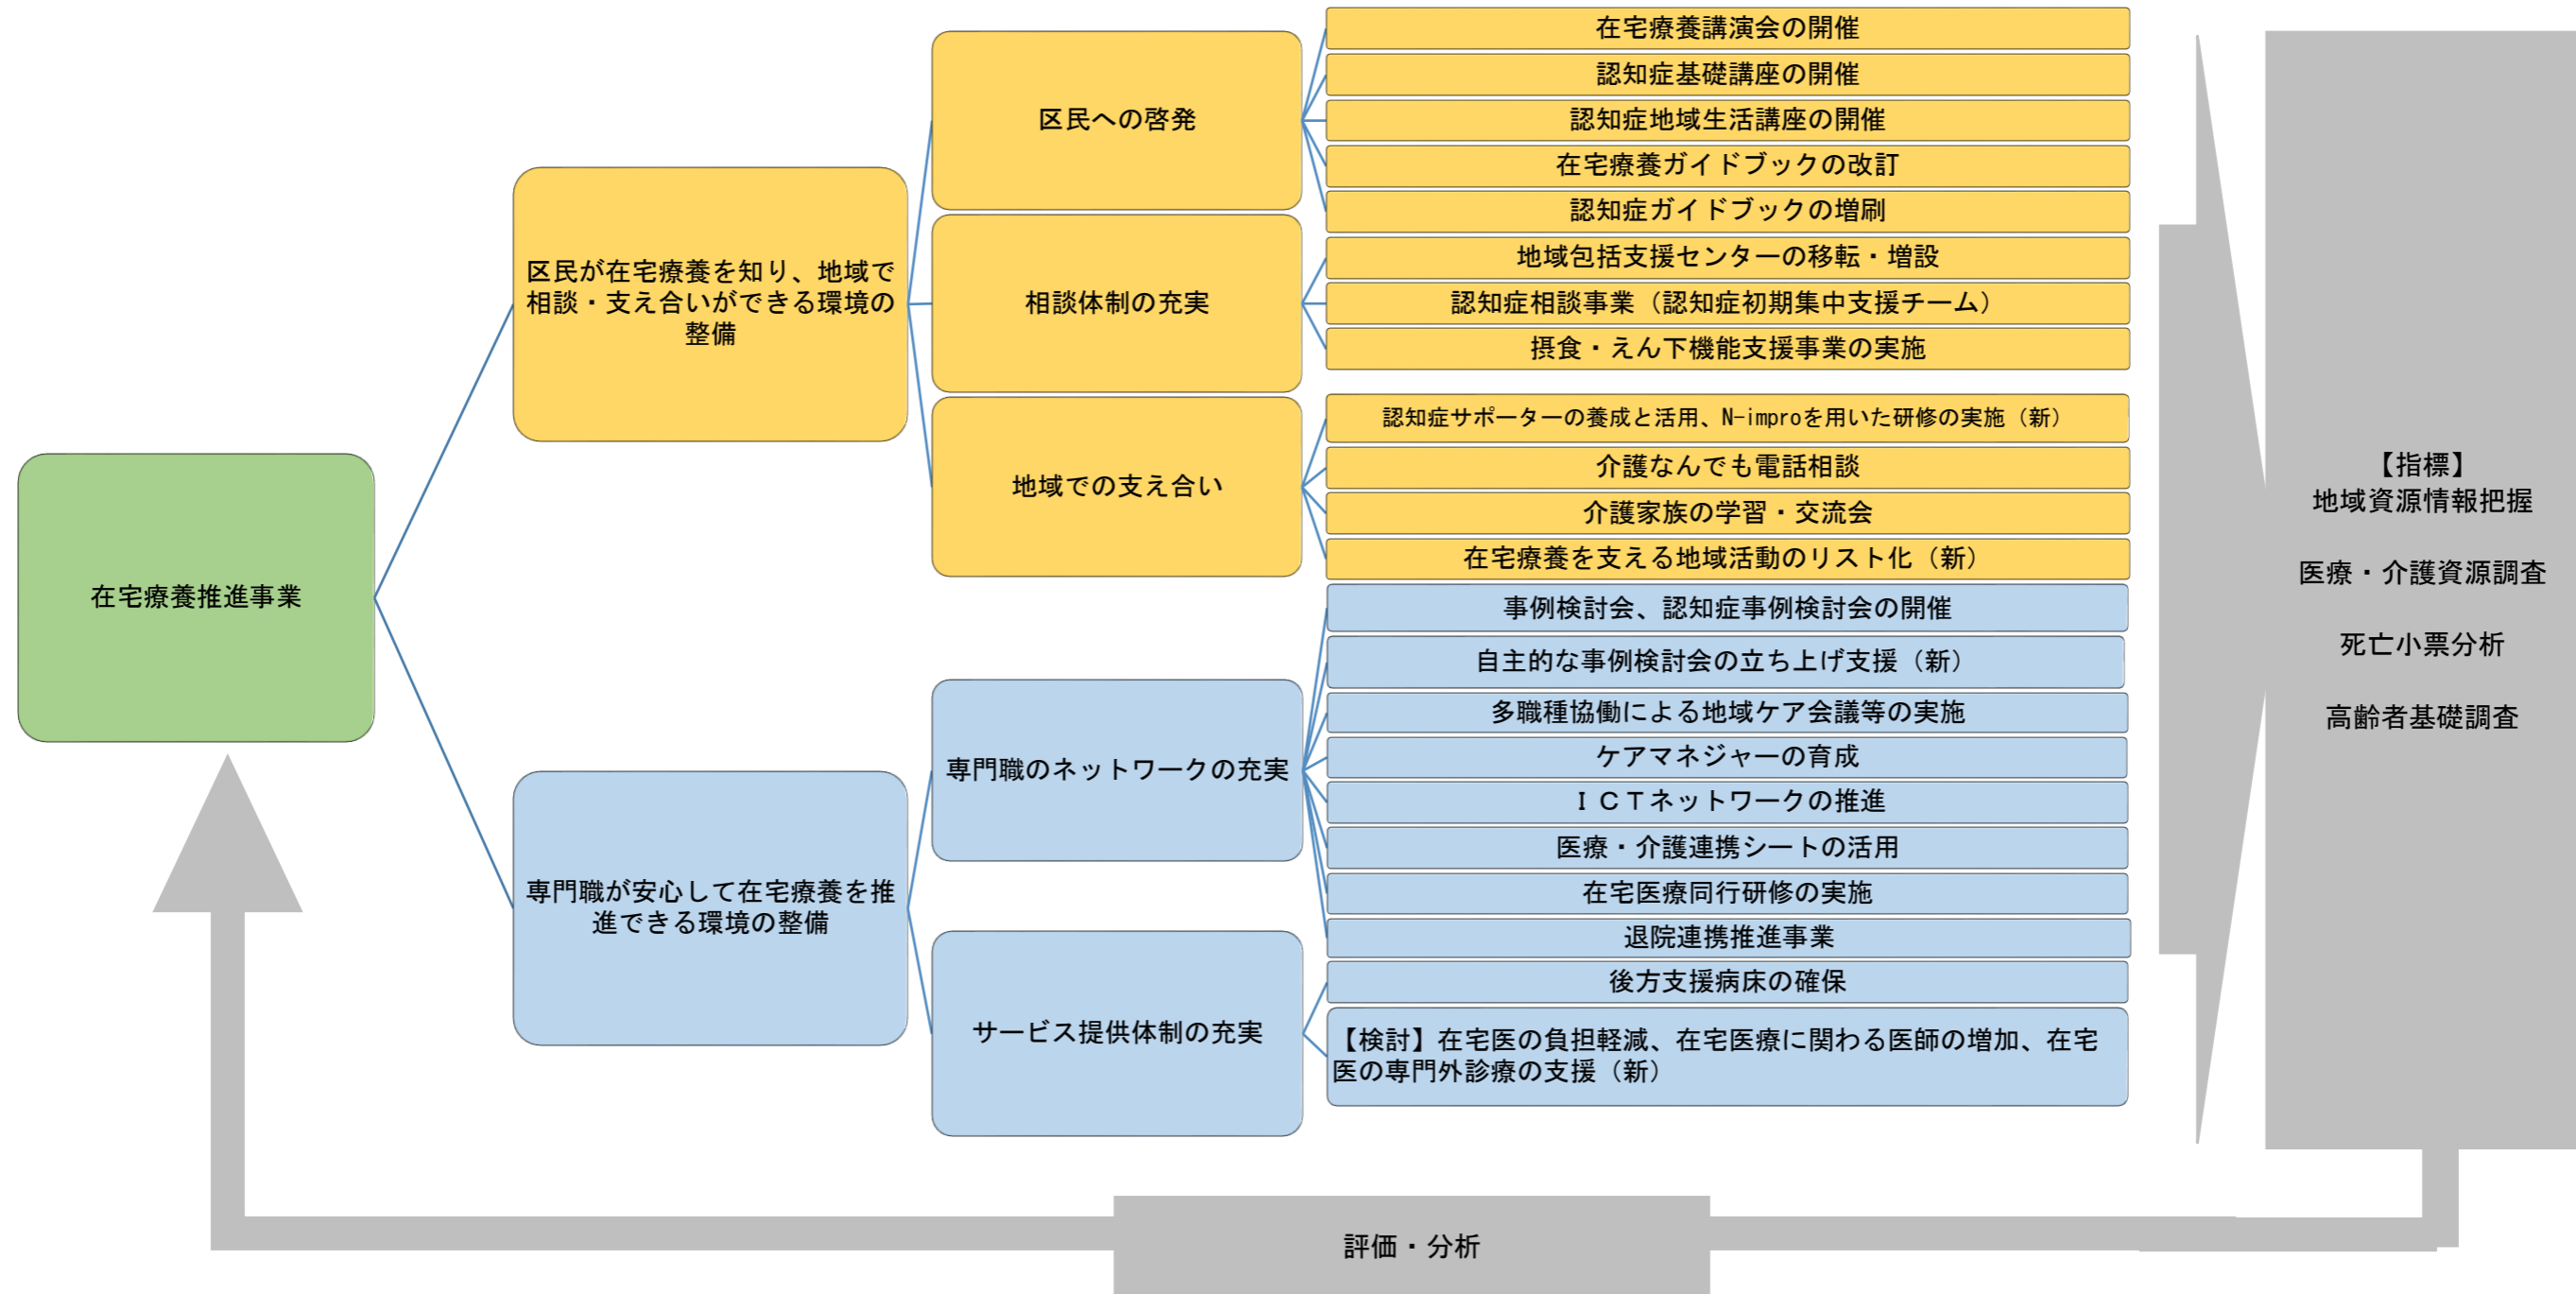 在宅療養推進事業
区民が在宅療養を知り、地域で
相談・支え合いができる環境の
整備
区民への啓発
在宅療養講演会の開催
認知症基礎講座の開催
認知症地域生活講座の開催
在宅療養ガイドブックの改訂
認知症ガイドブックの増刷
相談体制の充実
地域包括支援センターの移転・増設
認知症相談事業（認知症初期集中支援チーム）
摂食・えん下機能支援事業の実施
地域での支え合い
認知症サポーターの養成と活用、N-improを用いた研修の実施（新）
介護なんでも電話相談
介護家族の学習・交流会
在宅療養を支える地域活動のリスト化（新）
専門職が安心して在宅療養を推
進できる環境の整備
専門職のネットワークの充実
事例検討会、認知症事例検討会の開催
自主的な事例検討会の立ち上げ支援（新）
多職種協働による地域ケア会議等の実施
ケアマネジャーの育成
ＩＣＴネットワークの推進
医療・介護連携シートの活用
在宅医療同行研修の実施
退院連携推進事業
サービス提供体制の充実
後方支援病床の確保
【検討】在宅医の負担軽減、在宅医療に関わる医師の増加、在宅
医の専門外診療の支援（新）
【指標】
地域資源情報把握
医療・介護資源調査
死亡小票分析
高齢者基礎調査
評価・分析